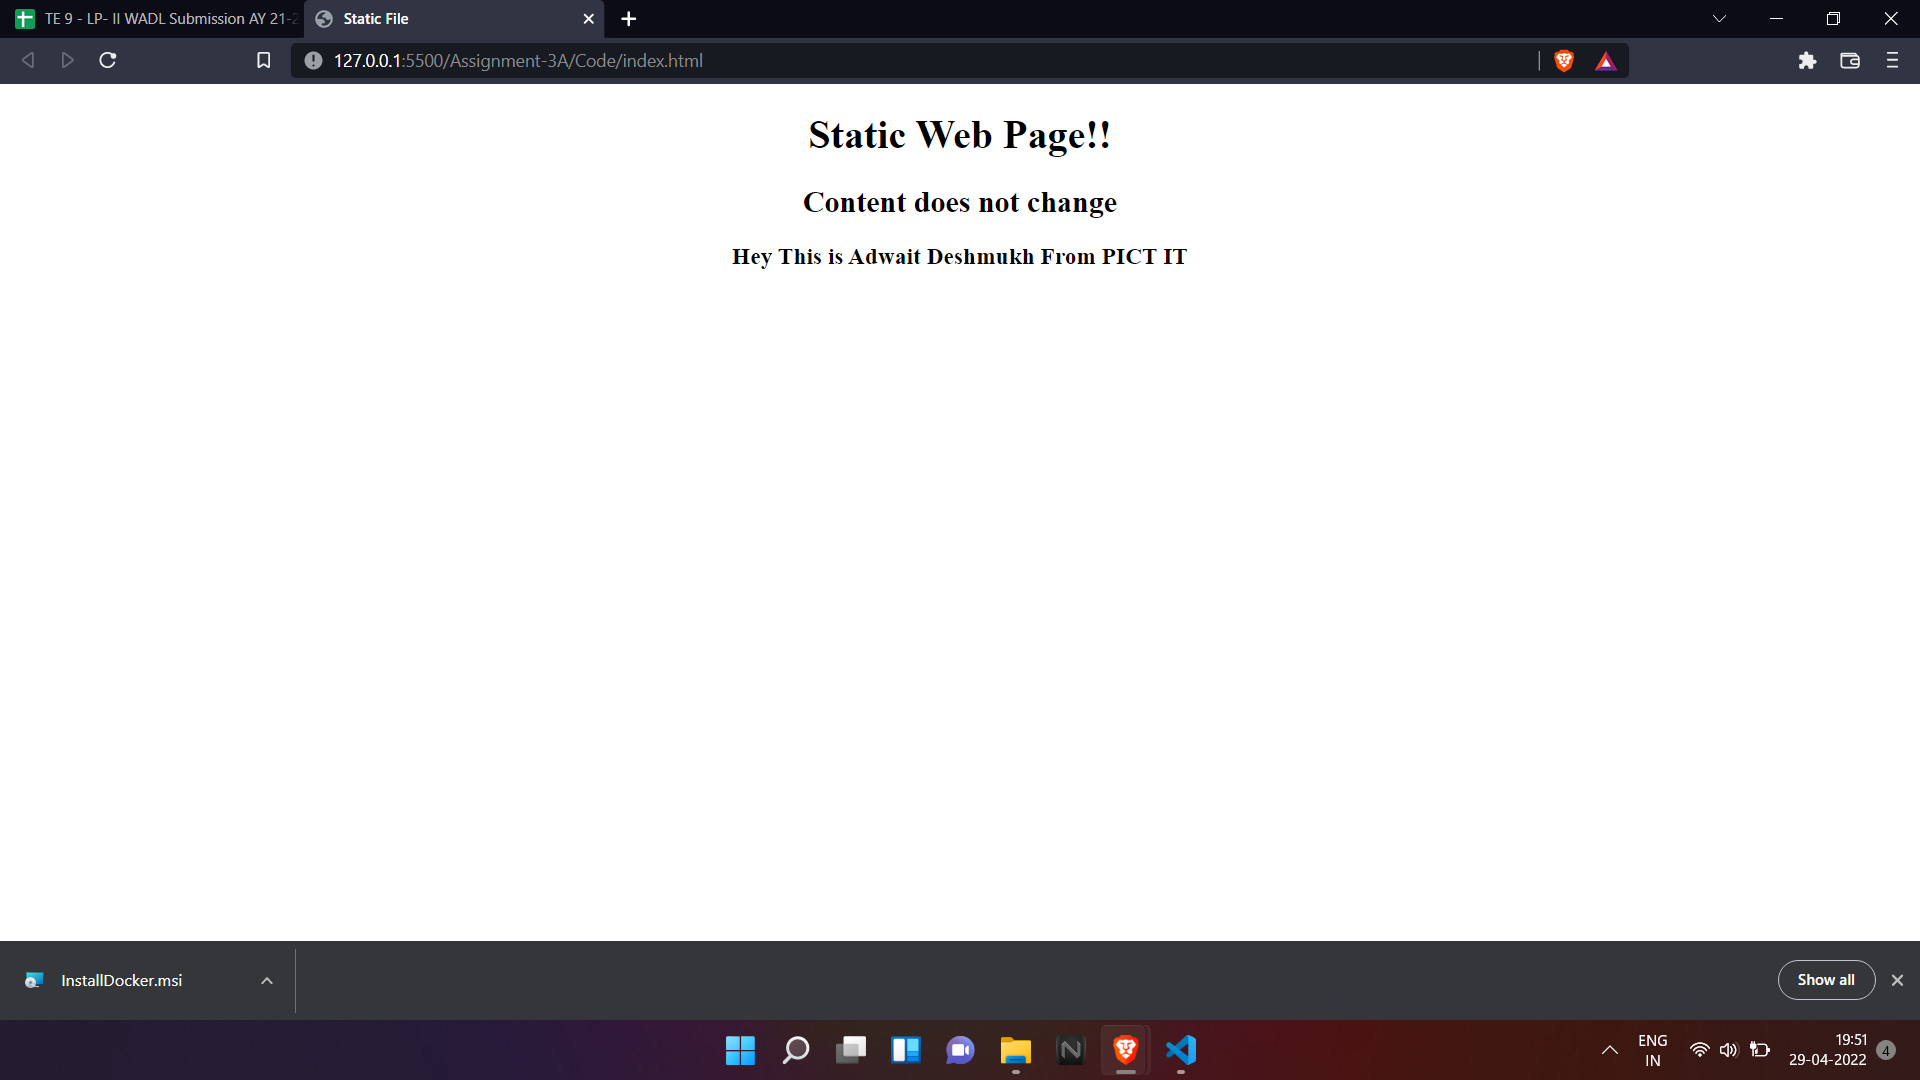 TE 9 - LP- II WADL Submission AY 21-2
Static File
127.0.0.1:5500/Assignment-3A/Code/index.html
Static Web Page!!
Content does not change
Hey This is Adwait Deshmukh From PICT IT
InstallDocker.msi
Show all
ENG
IN
19:51
29-04-2022
4